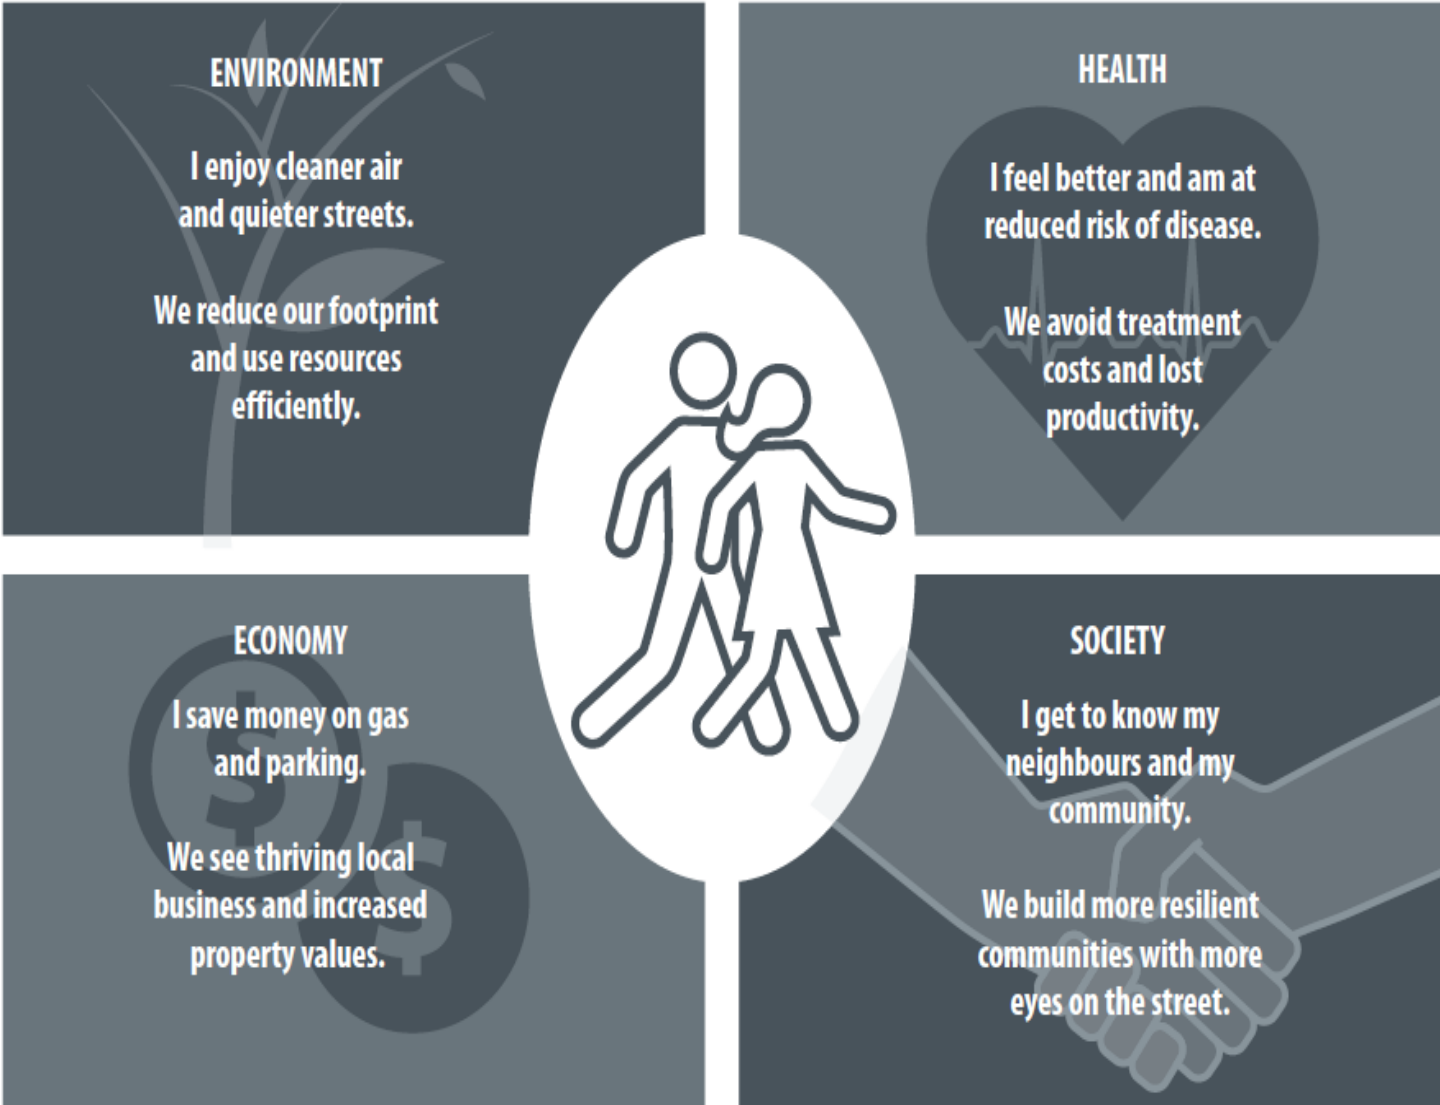 ENVIRONMENT
I enjoy cleaner air
and quieter streets.
We reduce our footprint
and use resources
efficiently.
HEALTH
I feel better and am at
reduced risk of disease.
We avoid treatment
costs and lost
productivity.
ECONOMY
I save money on gas
and parking.
We see thriving local
business and increased
property values.
SOCIETY
I get to know my
neighbours and my
community.
We build more resilient
communities with more
eyes on the street.
$
$